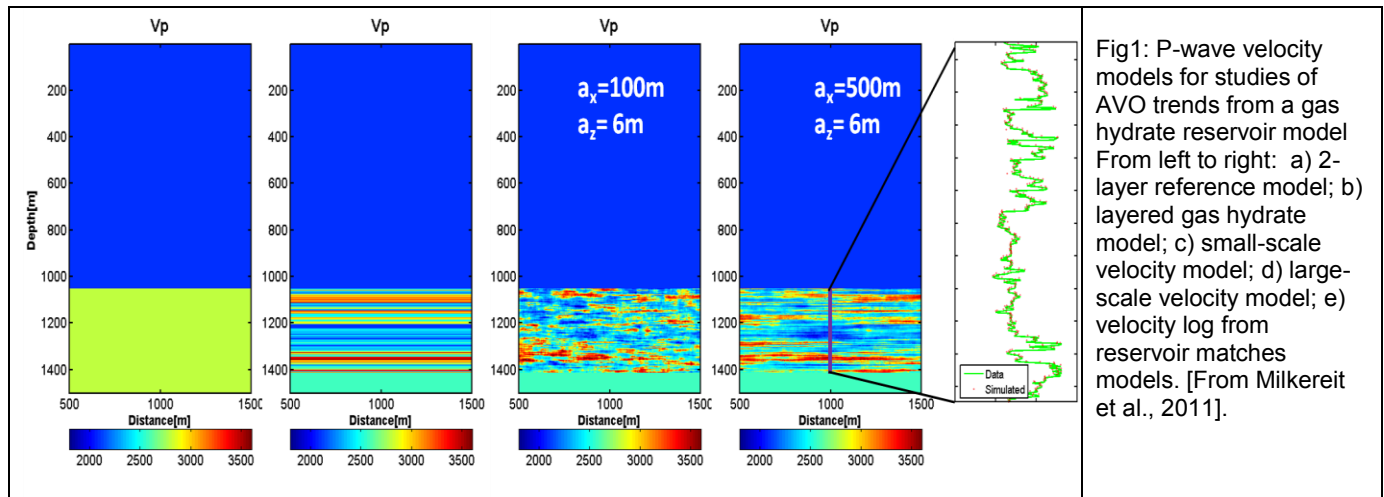 Vp
Vp
Vp
Vp
ax=100m
az= 6m
ax=500m
az= 6m
Depth[m]
200
400
600
800
1000
1200
1400
200
400
600
800
1000
1200
1400
200
400
600
800
1000
1200
1400
200
400
600
800
1000
1200
1400
500 1000 1500
500 1000 1500
500 1000 150
500 1000 1500
Distance[m]
Distance[m]
Distance[m]
Distance[m]
2000 2500 3000 3500
2000 2500 3000 3500
2000 2500 3000 3500
2000 2500 3000 3500
Data
Simulated
Fig1: P-wave velocity
models for studies of
AVO trends from a gas
hydrate reservoir model
From left to right: a) 2-
layer reference model; b)
layered gas hydrate
model; c) small-scale
velocity model; d) large-
scale velocity model; e)
velocity log from
reservoir matches
models. [From Milkereit
et al., 2011].